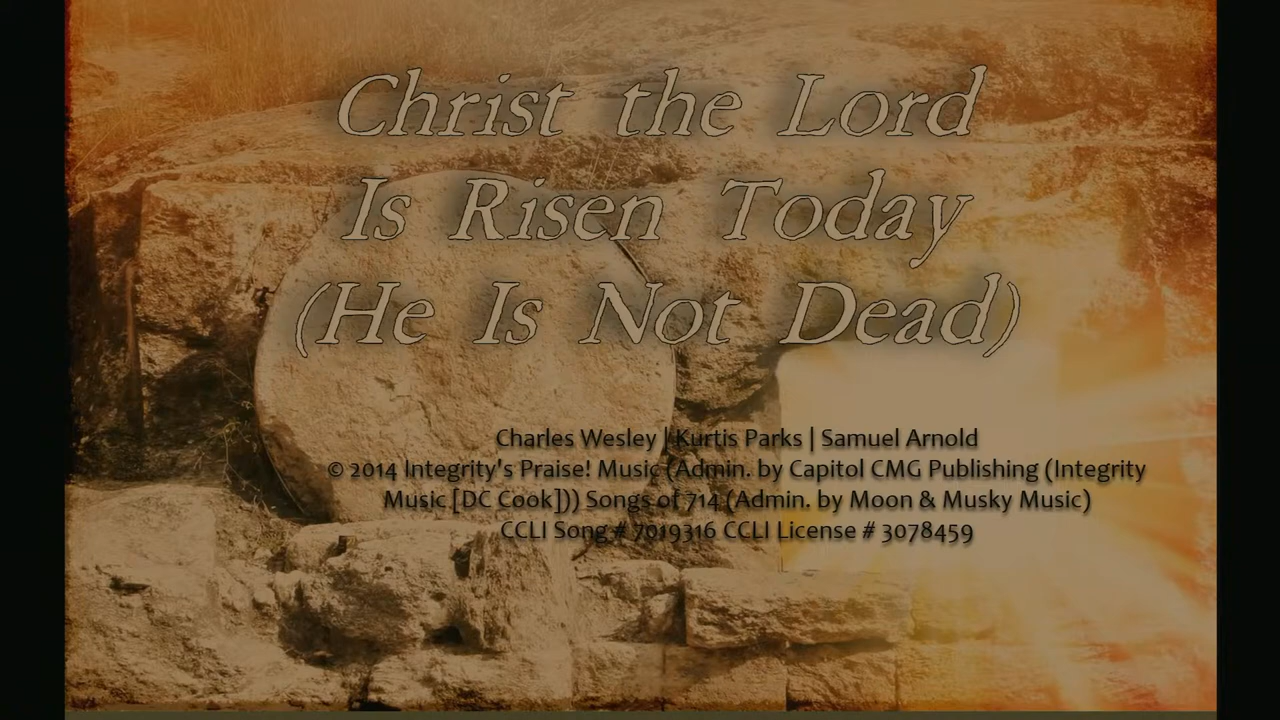 Christ the Lord
Is Risen Today
(He Is Not Dead)
Charles Wesley | Kurtis Parks | Samuel Arnold
© 2014 Integrity's Praise! Music (Admin. by Capitol CMG Publishing (Integrity
Music [DC Cook])) Songs of 714 (Admin. by Moon & Musky Music)
CCLI Song # 7019316 CCLI License # 3078459